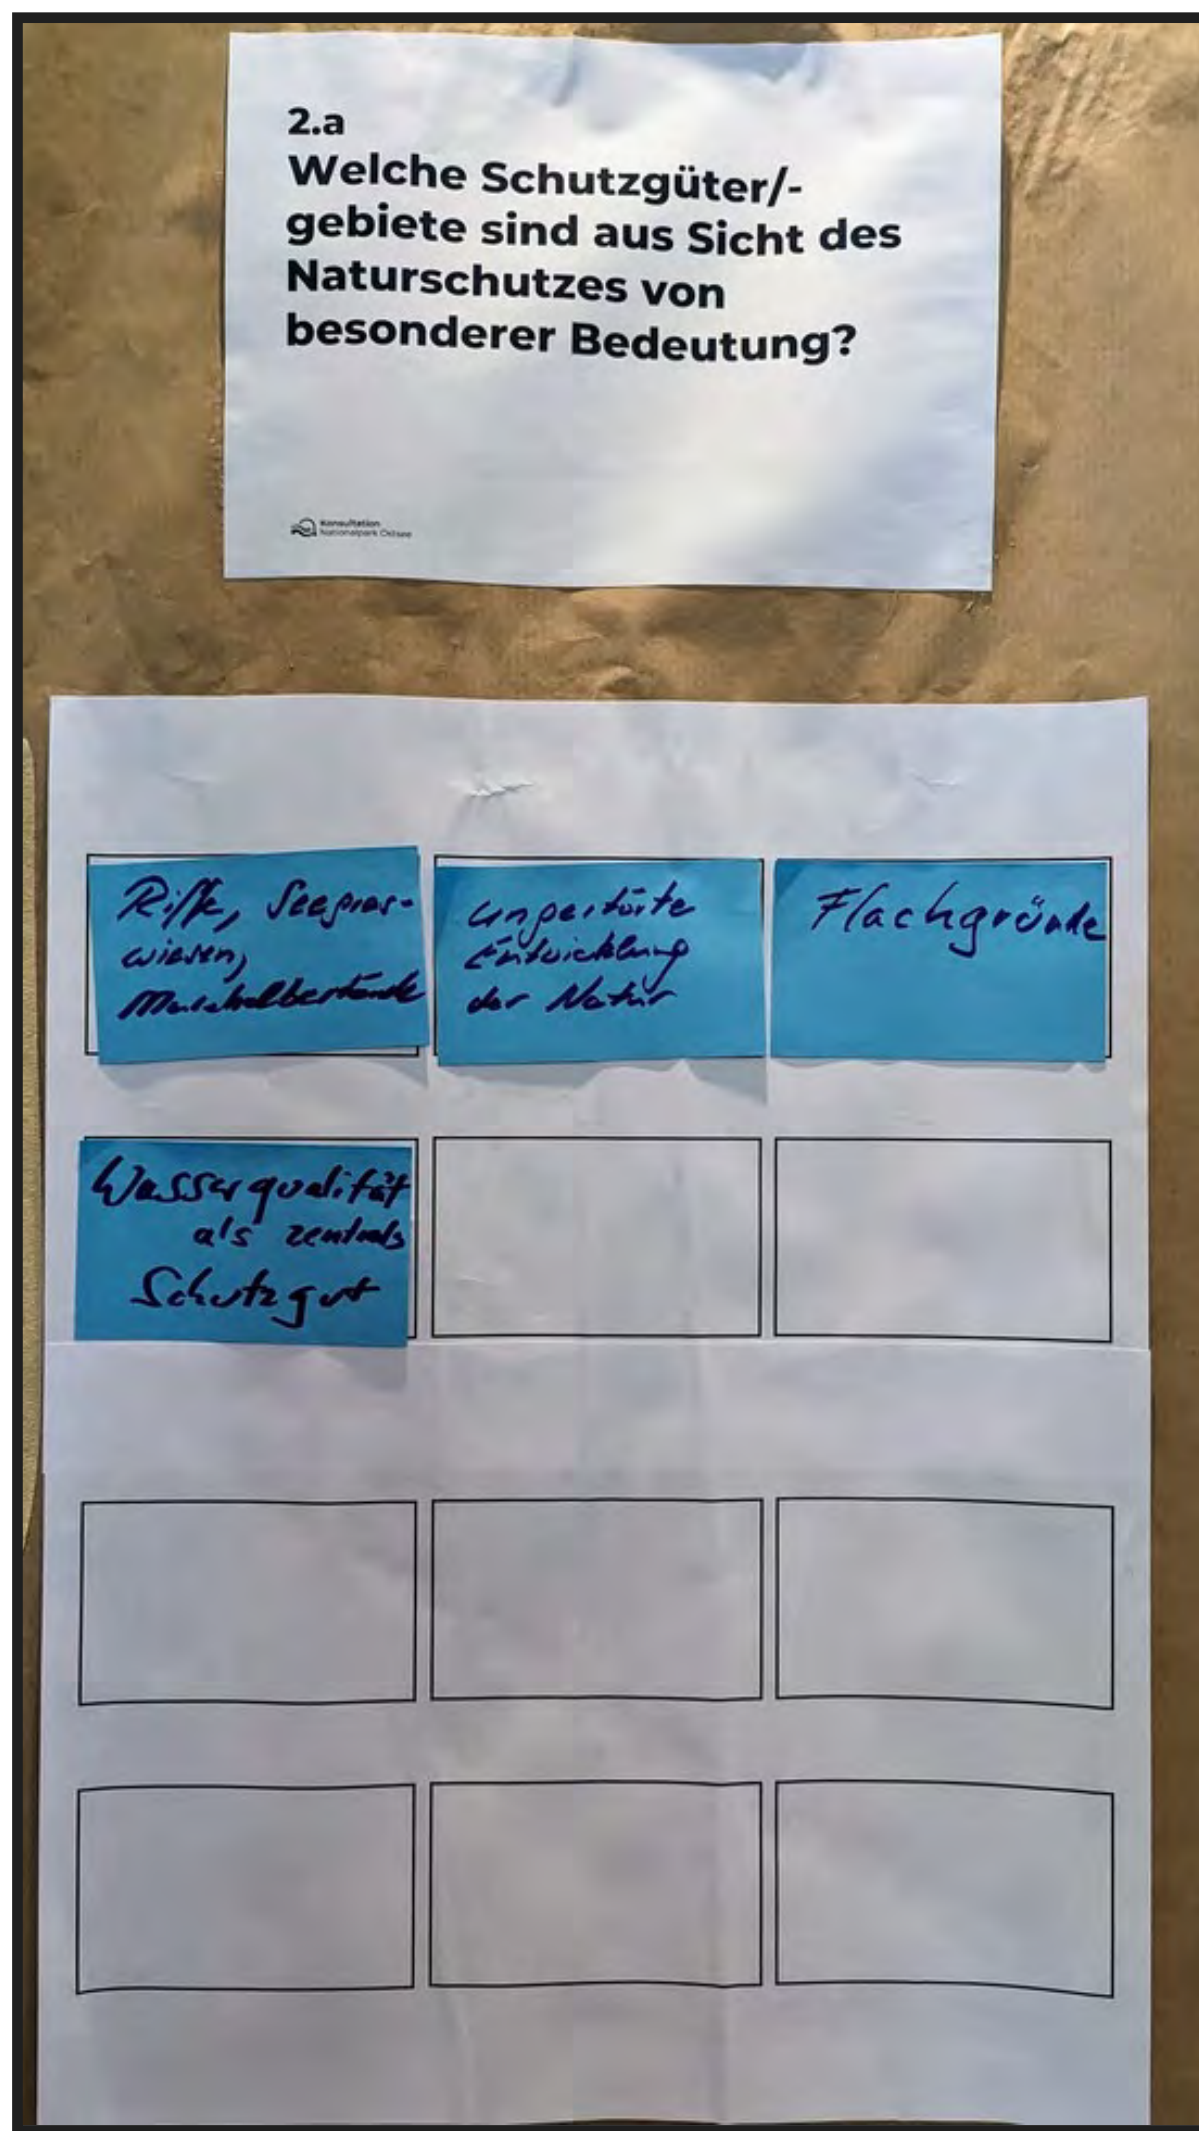 2.a
Welche Schutzgüter/-
gebiete sind aus Sicht des
Naturschutzes von
besonderer Bedeutung?
Konsultation
Nationalpark Ostsee
Riffe, Seegras-
wiesen,
Muschelbestände
ungestörte
Entwicklung
der Natur
Flachgründe
Wasserqualität
als zentrales
Schutzgut